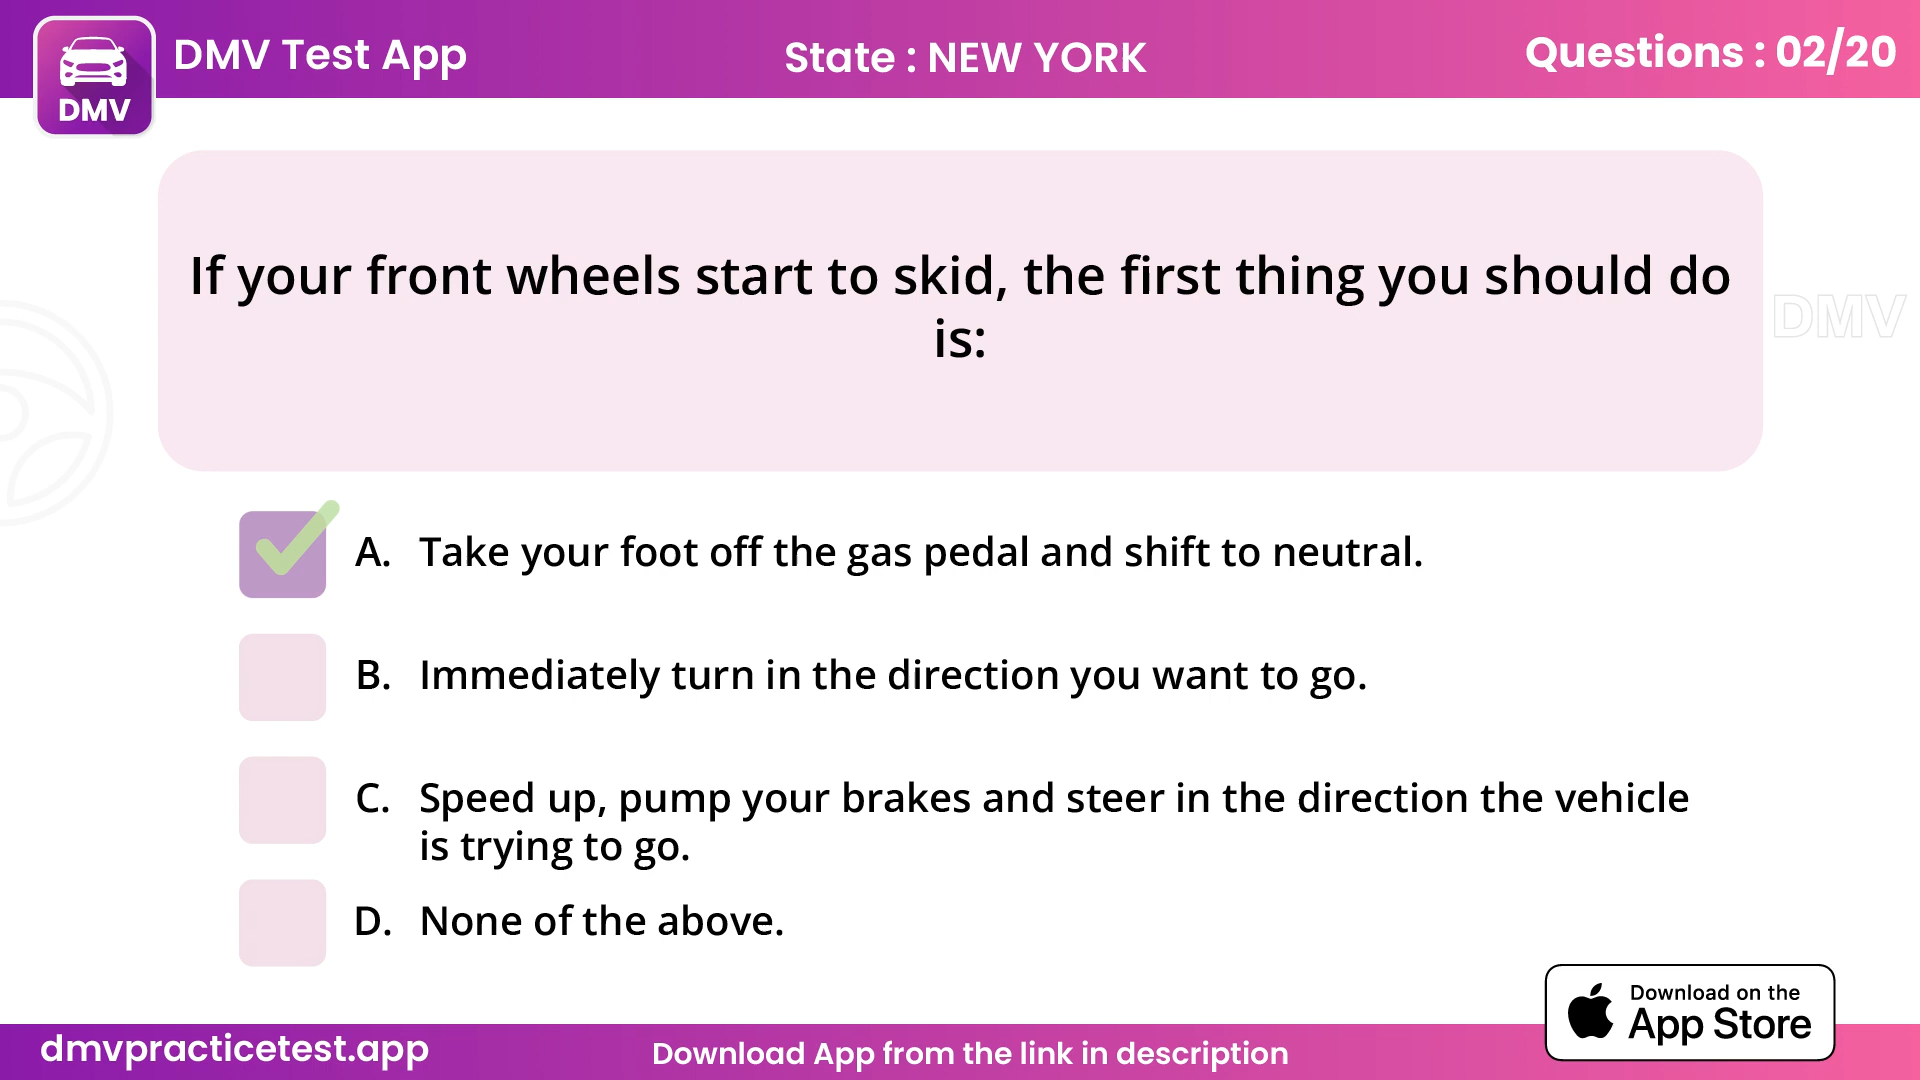 DMV Test App
State : NEW YORK
Questions : 02/20
DMV
If your front wheels start to skid, the first thing you should do
is:
DMV
A. Take your foot off the gas pedal and shift to neutral.
B. Immediately turn in the direction you want to go.
C. Speed up, pump your brakes and steer in the direction the vehicle
is trying to go.
D. None of the above.
Download on the
App Store
dmvpracticetest.app
Download App from the link in description